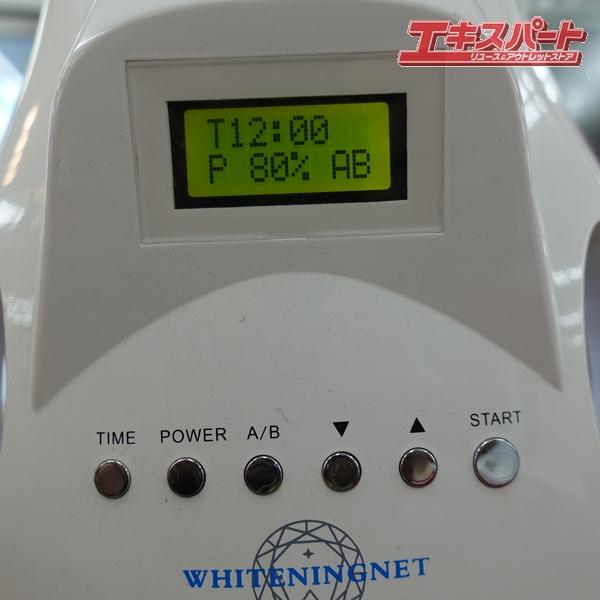 エキスパート
リユース&アウトレットストア
T12:00
P 80% AB
TIME POWER A/B ▼ ▲ START
WHITENINGNET